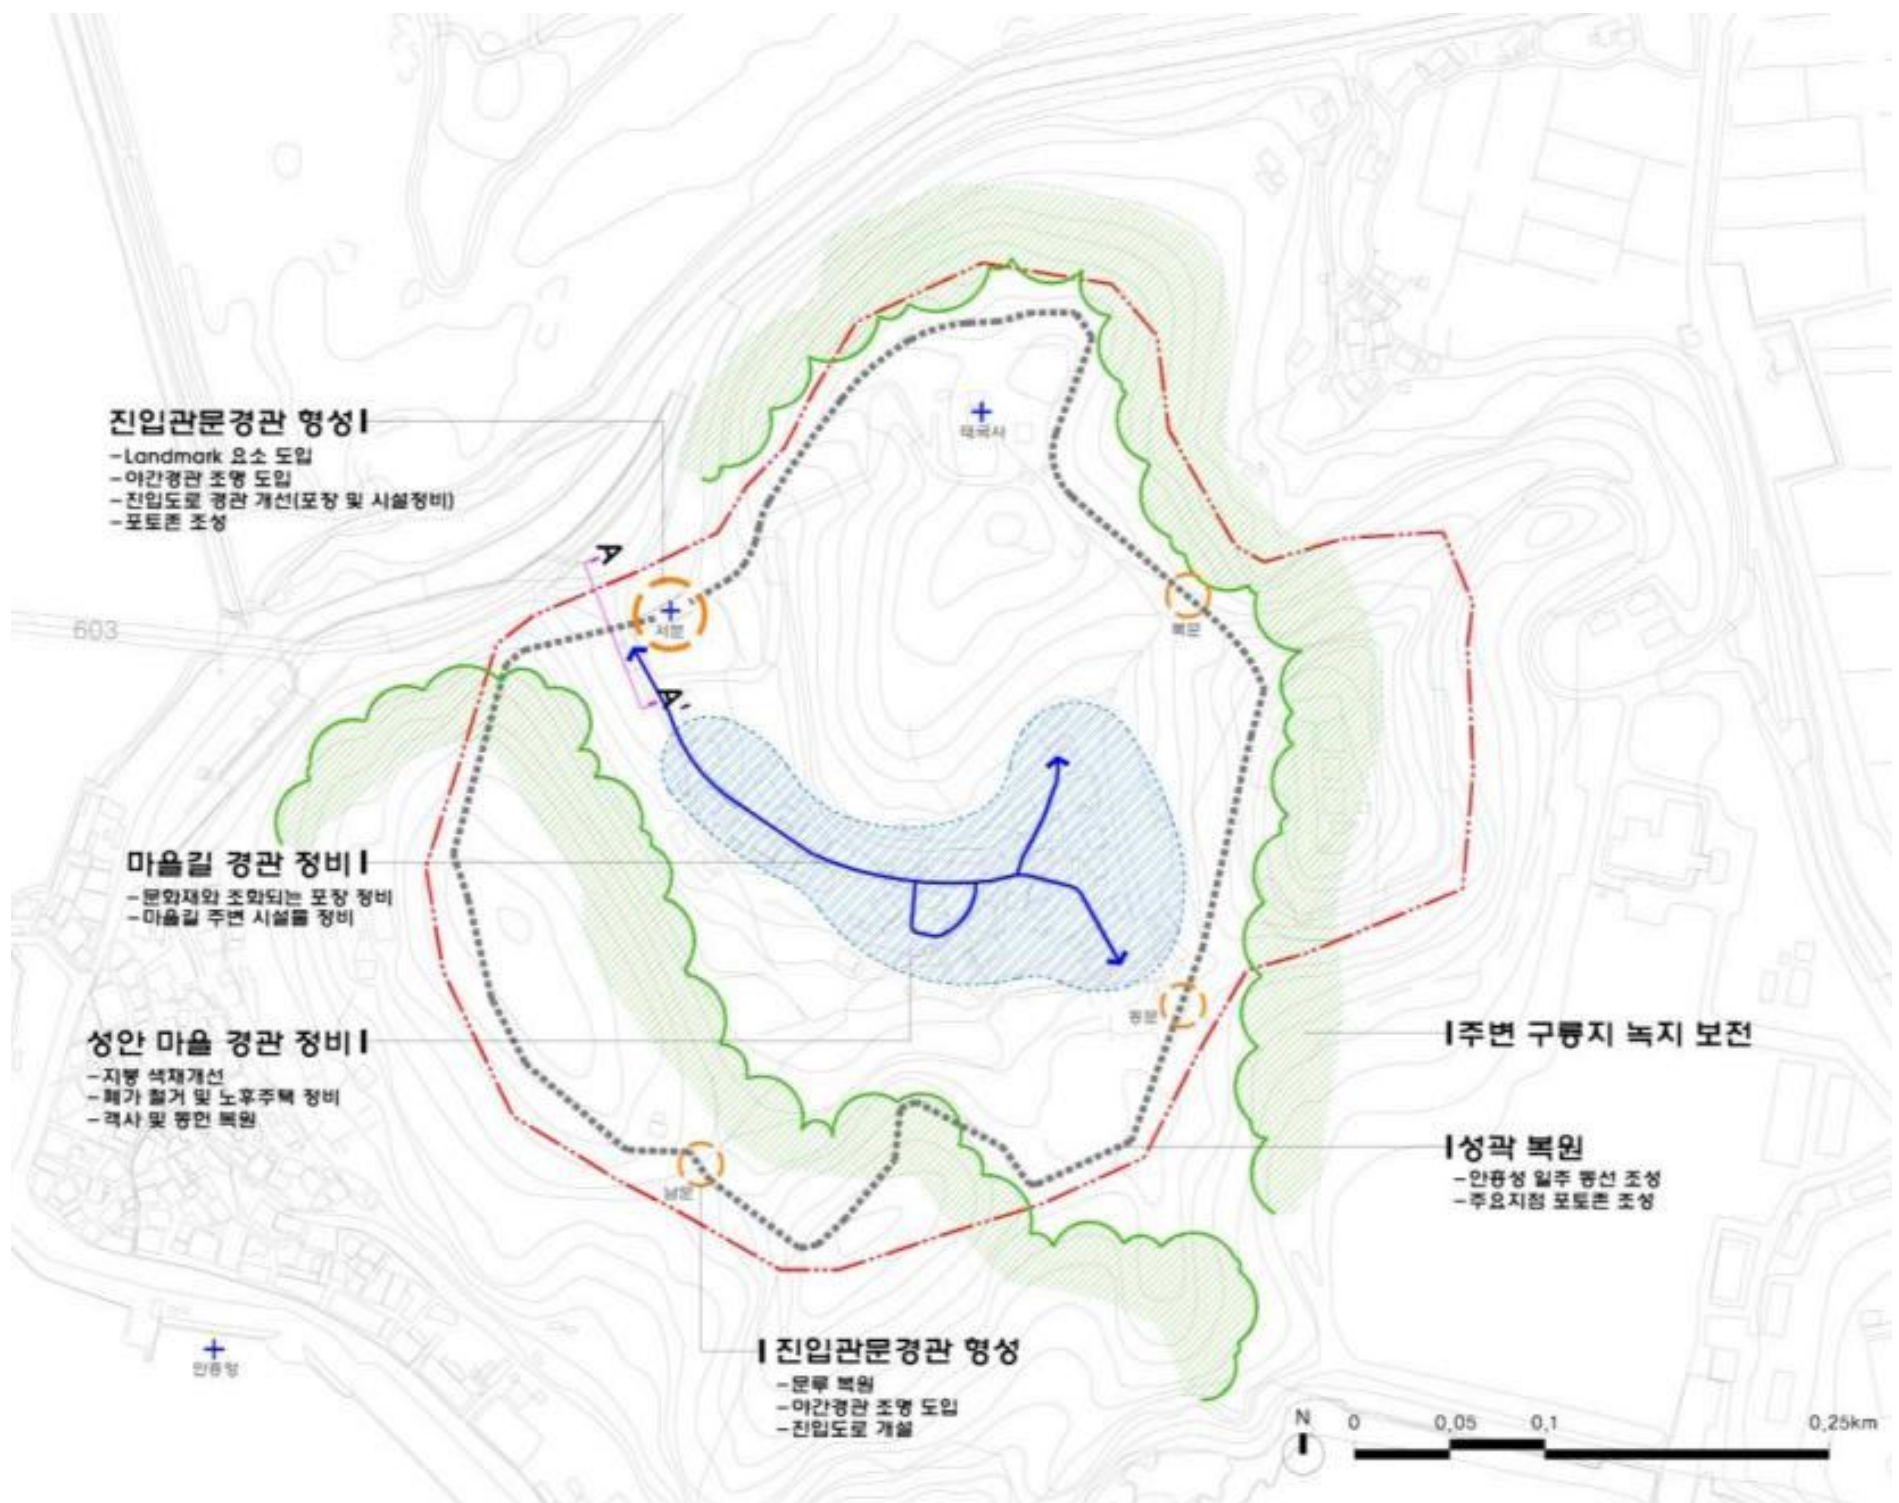 진입관문경관 형성
-Landmark 요소 도입
-야간경관 조명 도입
-진입도로 경관 개선(포장 및 시설정비)
-포토존 조성
태국사
A
서문
603
북문
A'
마을길 경관 정비
-문화재와 조화되는 포장 정비
-마을길 주변 시설물 정비
동문
성안 마을 경관 정비
-지붕 색채개선
-폐가 철거 및 노후주택 정비
-객사 및 동헌 복원
주변 구릉지 녹지 보전
성곽 복원
-안흥성 일주 동선 조성
-주요지점 포토존 조성
남문
진입관문경관 형성
-문루 복원
-야간경관 조명 도입
-진입도로 개설
N
0 0,05 0,1 0,25km